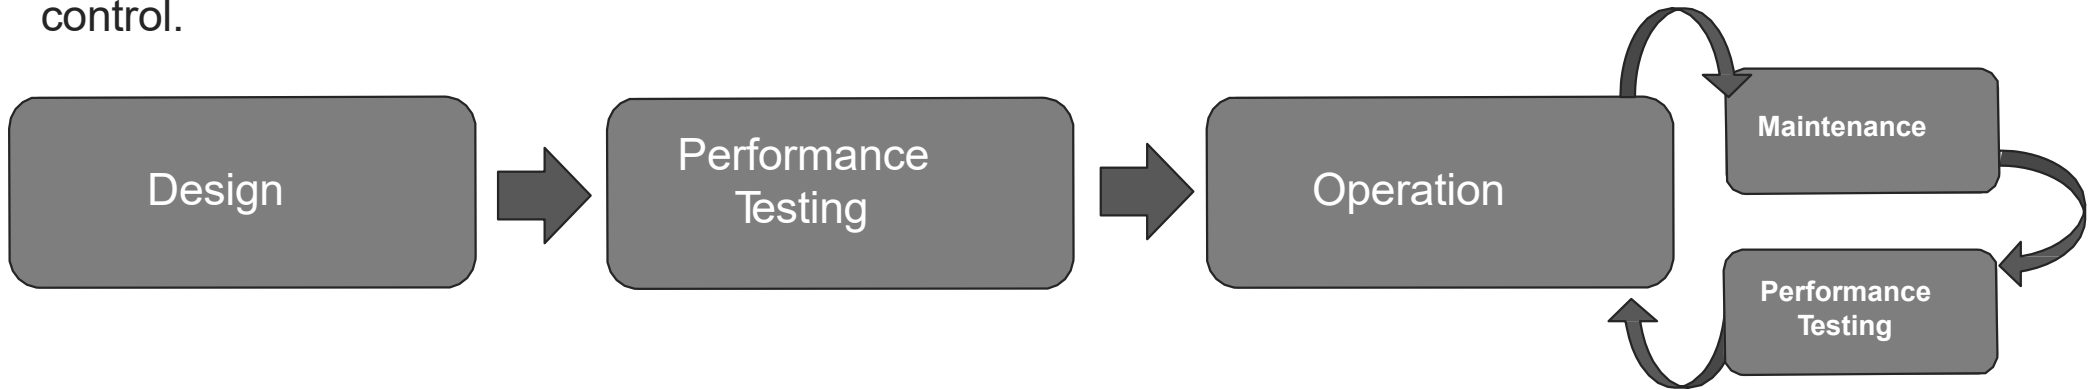 control.
Design
Performance
Testing
Operation
Maintenance
Performance
Testing